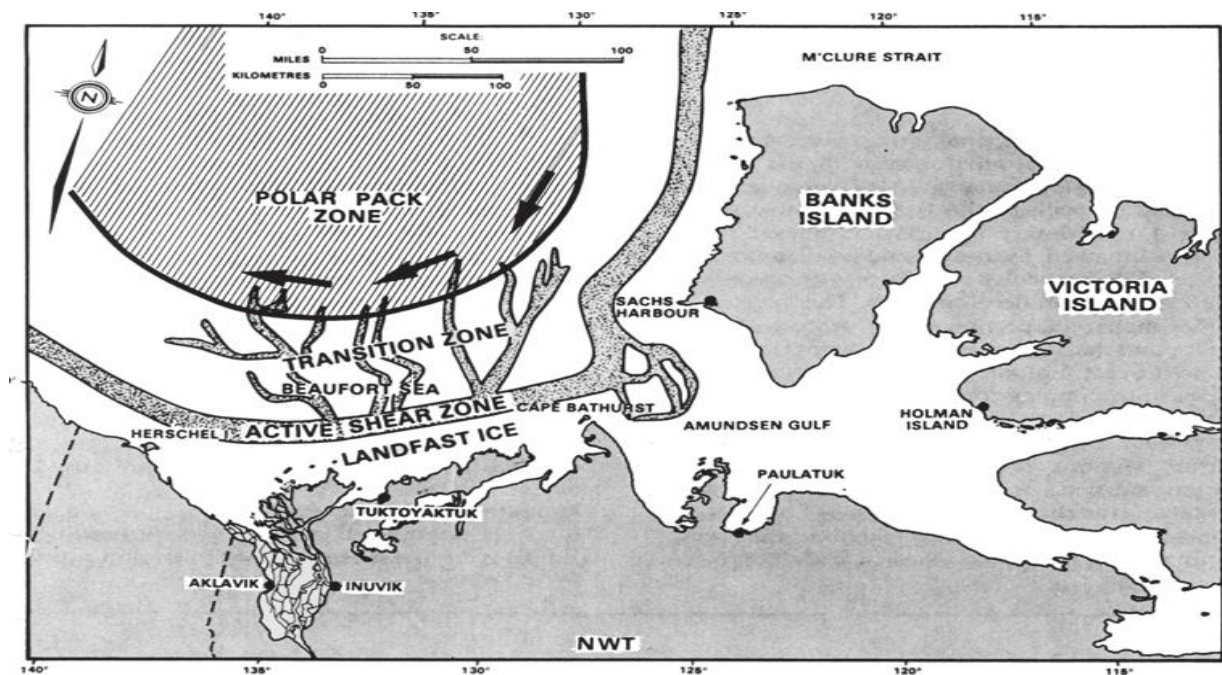 140° 135° 130° 125° 120° 115°
SCALE:
0 50 100
MILES
KILOMETRES
0 50 100
M'CLURE STRAIT
N
POLAR PACK
ZONE
BANKS
ISLAND
VICTORIA
ISLAND
SACHS
HARBOUR
TRANSITION ZONE
BEAUFORT SEA
ACTIVE SHEAR ZONE
CAPE BATHURST
HERSCHEL I
LANDFAST ICE
AMUNDSEN GULF
HOLMAN
ISLAND
PAULATUK
TUKTOYAKTUK
AKLAVIK
INUVIK
NWT
140° 135° 130° 125° 120° 115°